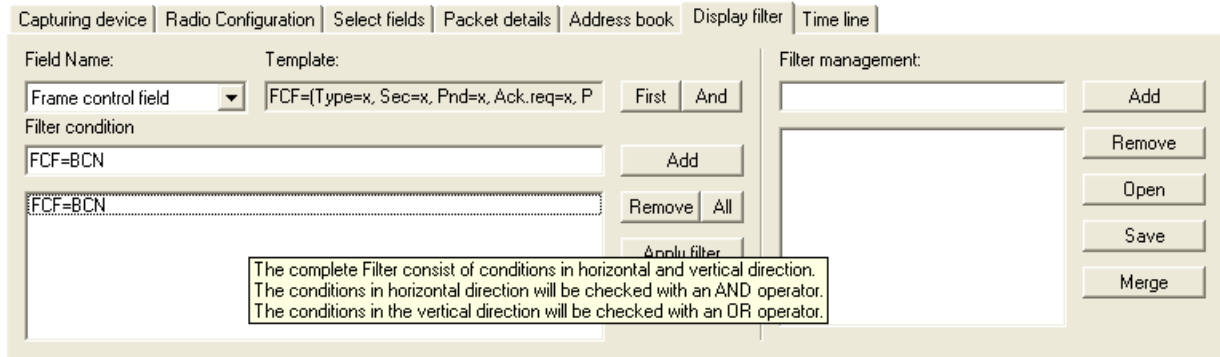 Capturing device Radio Configuration Select fields Packet details Address book Display filter Time line
Field Name: Template: Filter management:
Frame control field FCF=(Type=x, Sec=x, Pnd=x, Ack.req=x, P First And Add
Filter condition
FCF=BCN Add Remove
FCF=BCN Remove All Open
Apply filter Save
The complete Filter consist of conditions in horizontal and vertical direction.
The conditions in horizontal direction will be checked with an AND operator.
The conditions in the vertical direction will be checked with an OR operator.
Merge